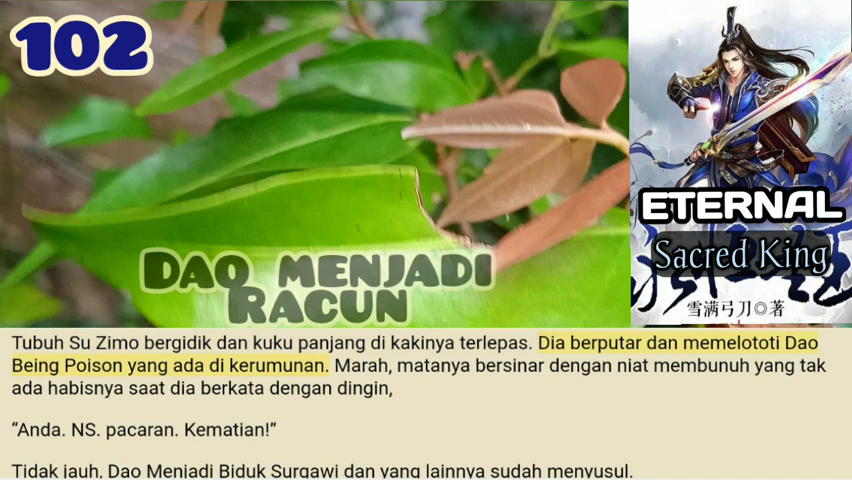 102
DAO MENJADI
RACUN
ETERNAL
Sacred King
雪满弓刀◎著
Tubuh Su Zimo bergidik dan kuku panjang di kakinya terlepas. Dia berputar dan memelototi Dao
Being Poison yang ada di kerumunan. Marah, matanya bersinar dengan niat membunuh yang tak
ada habisnya saat dia berkata dengan dingin,
“Anda. NS. pacaran. Kematian!”
Tidak jauh, Dao Menjadi Biduk Surgawi dan yang lainnya sudah menyusul.